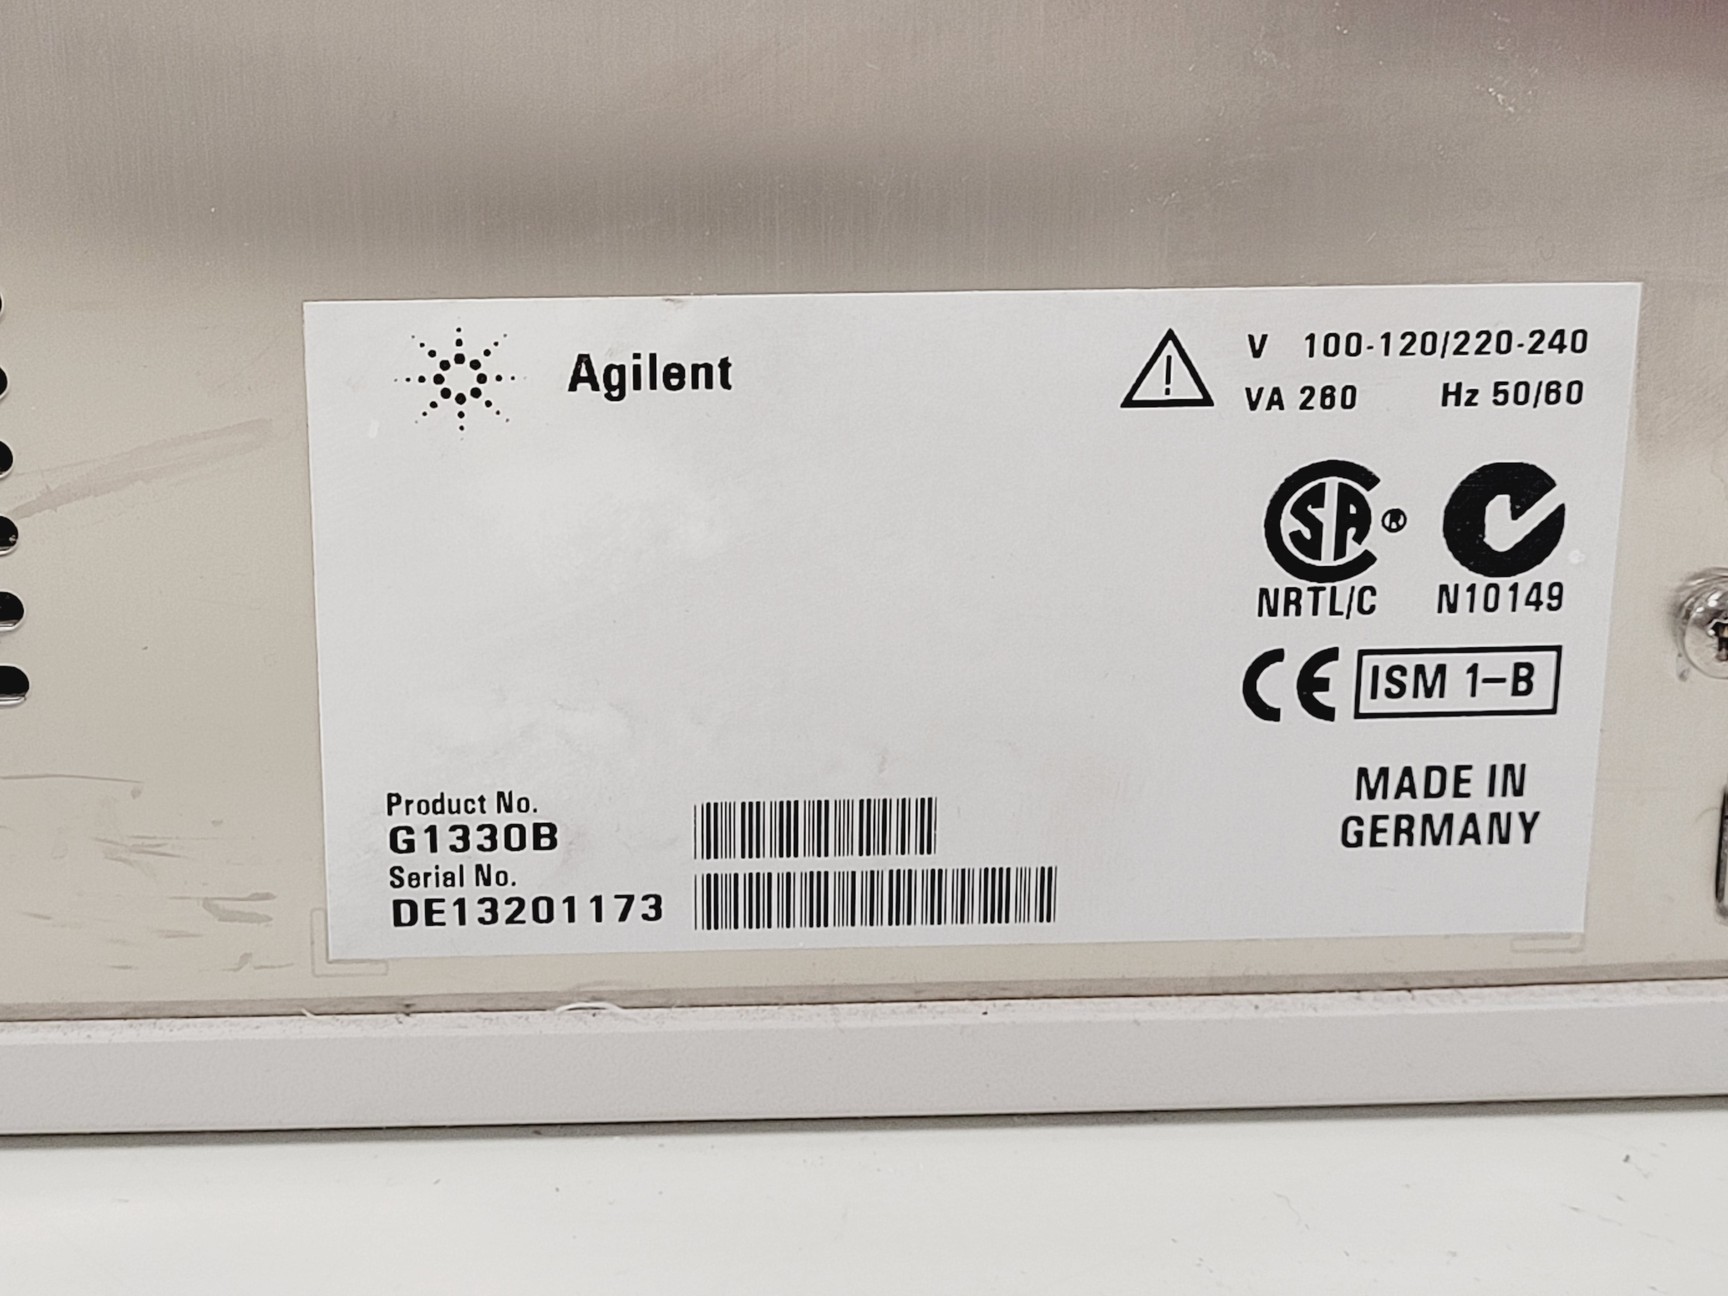 Agilent
V 100-120/220-240
VA 260 Hz 50/60
NRTL/C N10149
CE ISM 1-B
MADE IN
GERMANY
Product No.
G1330B
Serial No.
DE13201173